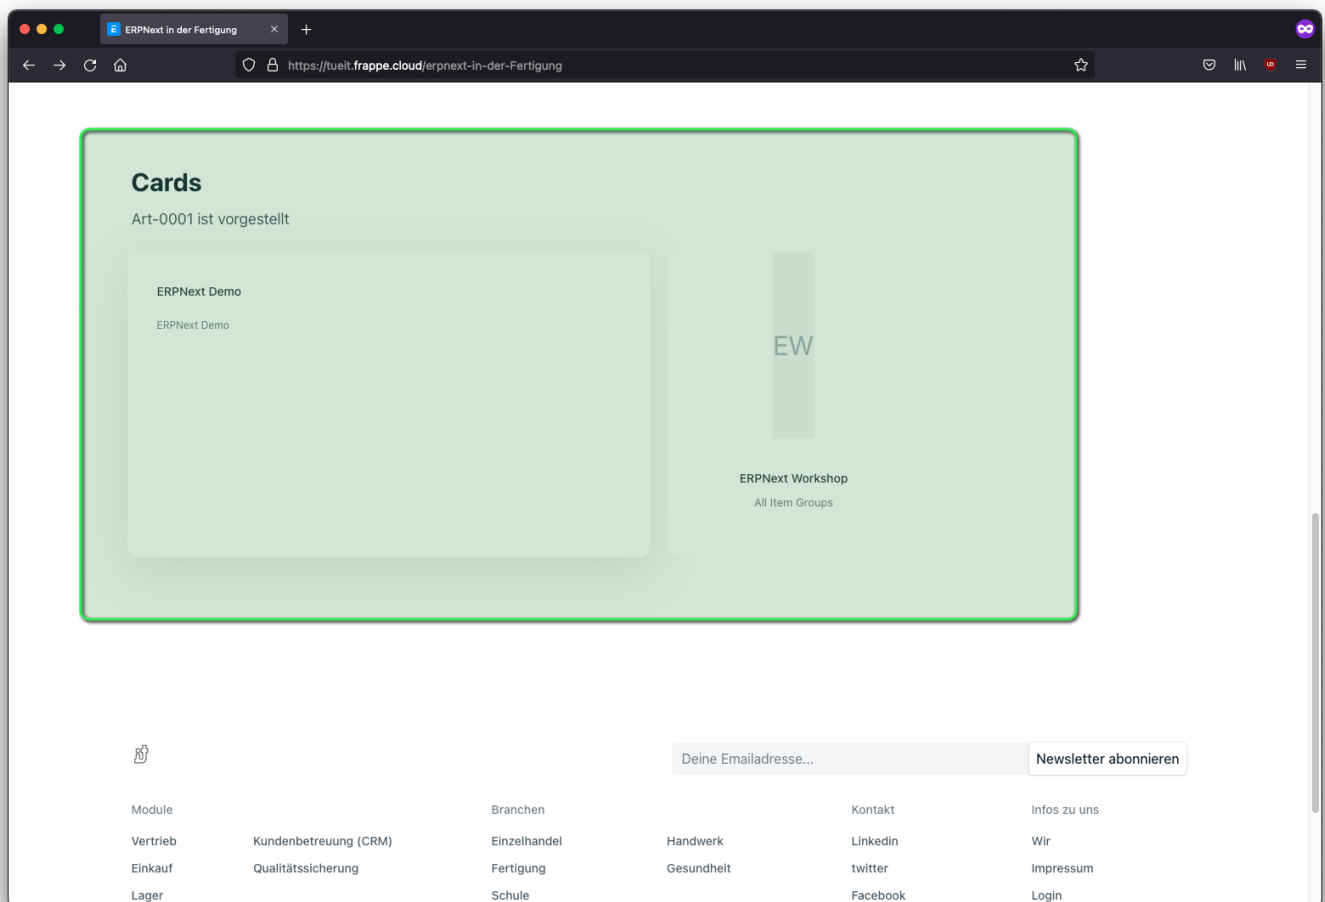 ERPNext in der Fertigung
https://tueit.frappe.cloud/erpnext-in-der-Fertigung
Cards
Art-0001 ist vorgestellt
ERPNext Demo
ERPNext Demo
EW
ERPNext Workshop
All Item Groups
Deine Emailadresse... Newsletter abonnieren
Module Branchen Kontakt Infos zu uns
Vertrieb Kundenbetreuung (CRM) Einzelhandel Handwerk Linkedin Wir
Einkauf Qualitätssicherung Fertigung Gesundheit twitter Impressum
Lager Schule Facebook Login